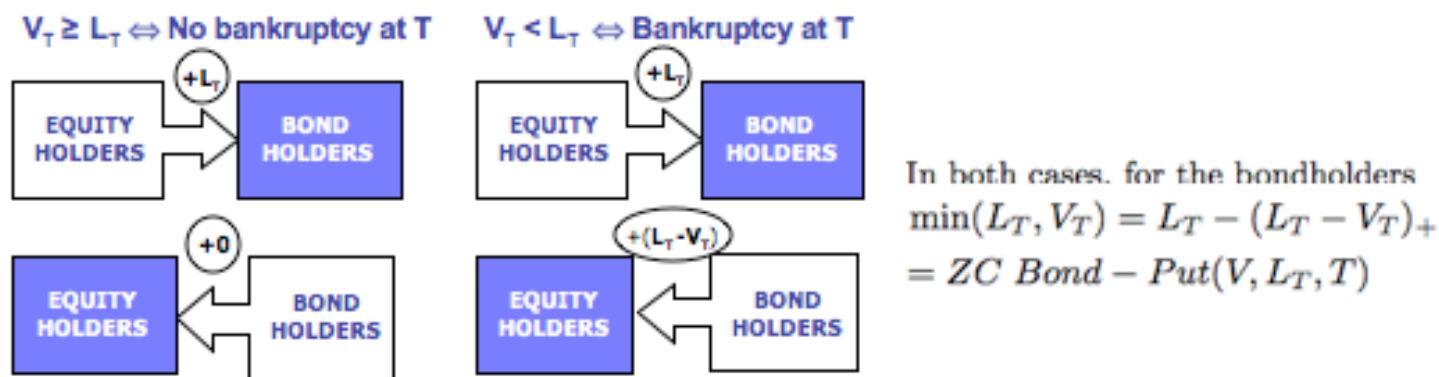 V_T ≥ L_T ⇔ No bankruptcy at T
V_T < L_T ⇔ Bankruptcy at T
+L_T
EQUITY
HOLDERS
BOND
HOLDERS
+L_T
EQUITY
HOLDERS
BOND
HOLDERS
+0
EQUITY
HOLDERS
BOND
HOLDERS
+(L_T-V_T)
EQUITY
HOLDERS
BOND
HOLDERS
In both cases, for the bondholders
min(L_T, V_T) = L_T − (L_T − V_T)_+
= ZC Bond − Put(V, L_T, T)